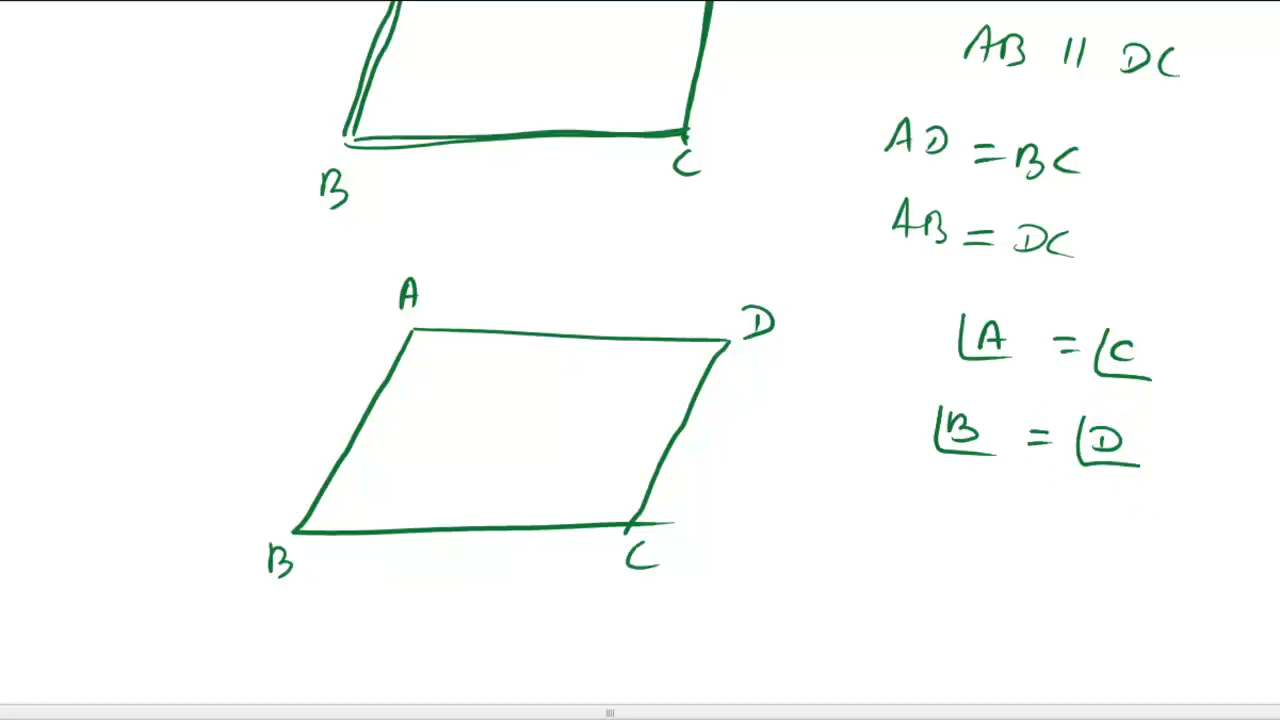 AB || DC
B
C
AD = BC
AB = DC
A
D
∠A = ∠C
∠B = ∠D
B
C